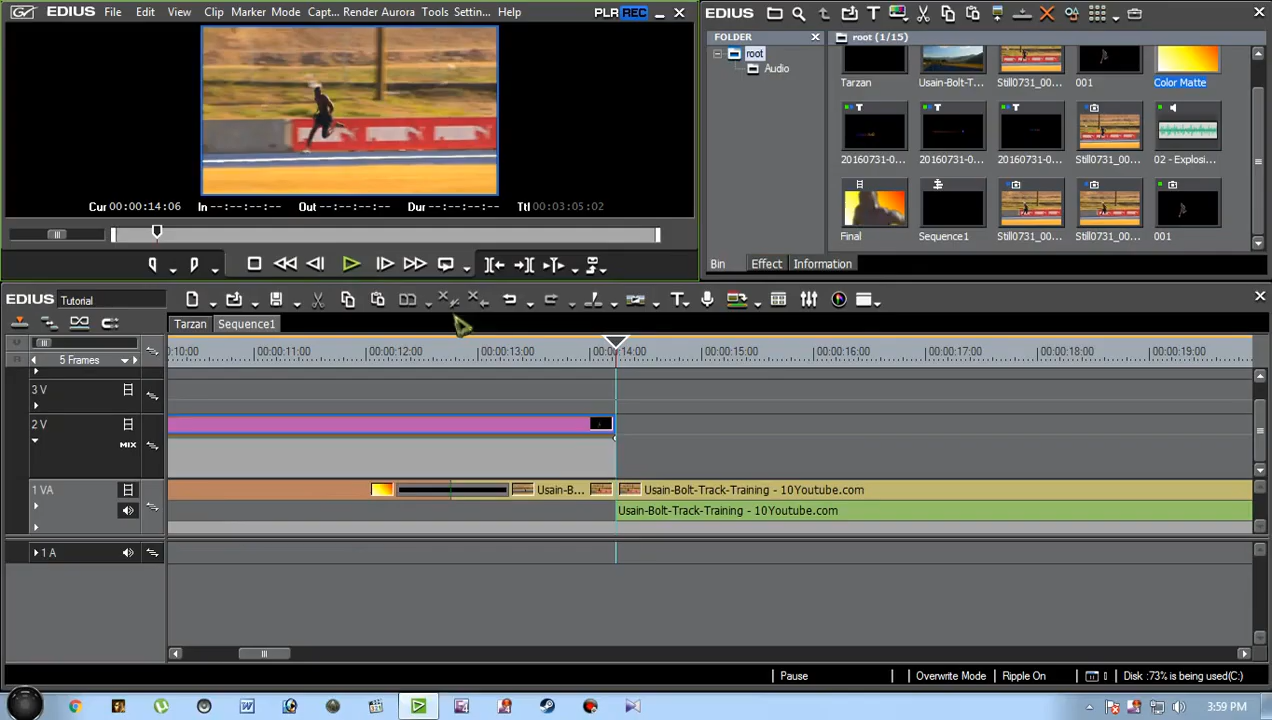 EDIUS File Edit View Clip Marker Mode Capt... Render Aurora Tools Settin... Help PLR REC
Cur 00:00:14:06 In --:--:--:-- Out --:--:--:-- Dur --:--:--:-- Ttl 00:03:05:02
EDIUS
FOLDER
root (1/15)
root
Audio
Tarzan Usain-Bolt-T... Still0731_00... 001 Color Matte
20160731-0... 20160731-0... 20160731-0... Still0731_00... 02 - Explosi...
Final Sequence1 Still0731_00... Still0731_00... 001
Bin Effect Information
EDIUS Tutorial
Tarzan Sequence1
5 Frames
0:10:00 00:00:11:00 00:00:12:00 00:00:13:00 00:00:14:00 00:00:15:00 00:00:16:00 00:00:17:00 00:00:18:00 00:00:19:00
3 V
2 V
MIX
1 VA Usain-B... Usain-Bolt-Track-Training - 10Youtube.com
Usain-Bolt-Track-Training - 10Youtube.com
1 A
Pause Overwrite Mode Ripple On Disk :73% is being used(C:)
3:59 PM